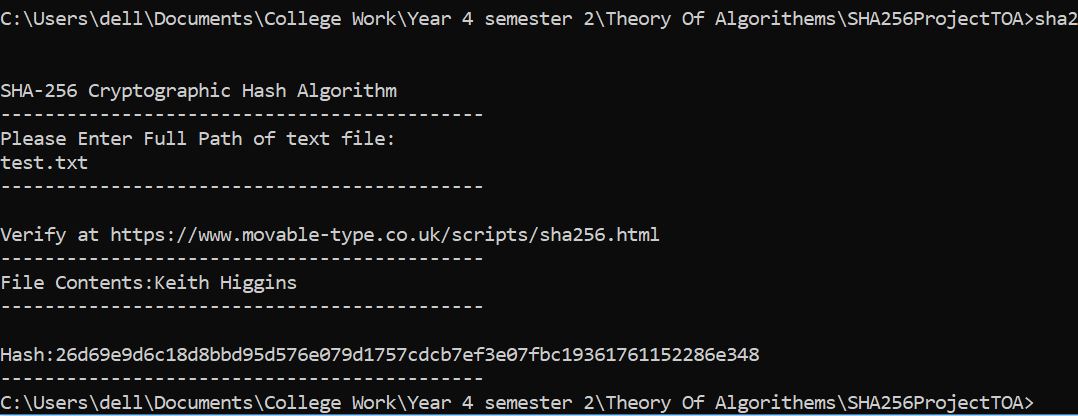 C:\Users\dell\Documents\College Work\Year 4 semester 2\Theory Of Algorithems\SHA256ProjectTOA>sha2
SHA-256 Cryptographic Hash Algorithm
--------------------------------------------
Please Enter Full Path of text file:
test.txt
--------------------------------------------
Verify at https://www.movable-type.co.uk/scripts/sha256.html
--------------------------------------------
File Contents:Keith Higgins
--------------------------------------------
Hash:26d69e9d6c18d8bbd95d576e079d1757cdcb7ef3e07fbc19361761152286e348
--------------------------------------------
C:\Users\dell\Documents\College Work\Year 4 semester 2\Theory Of Algorithems\SHA256ProjectTOA>